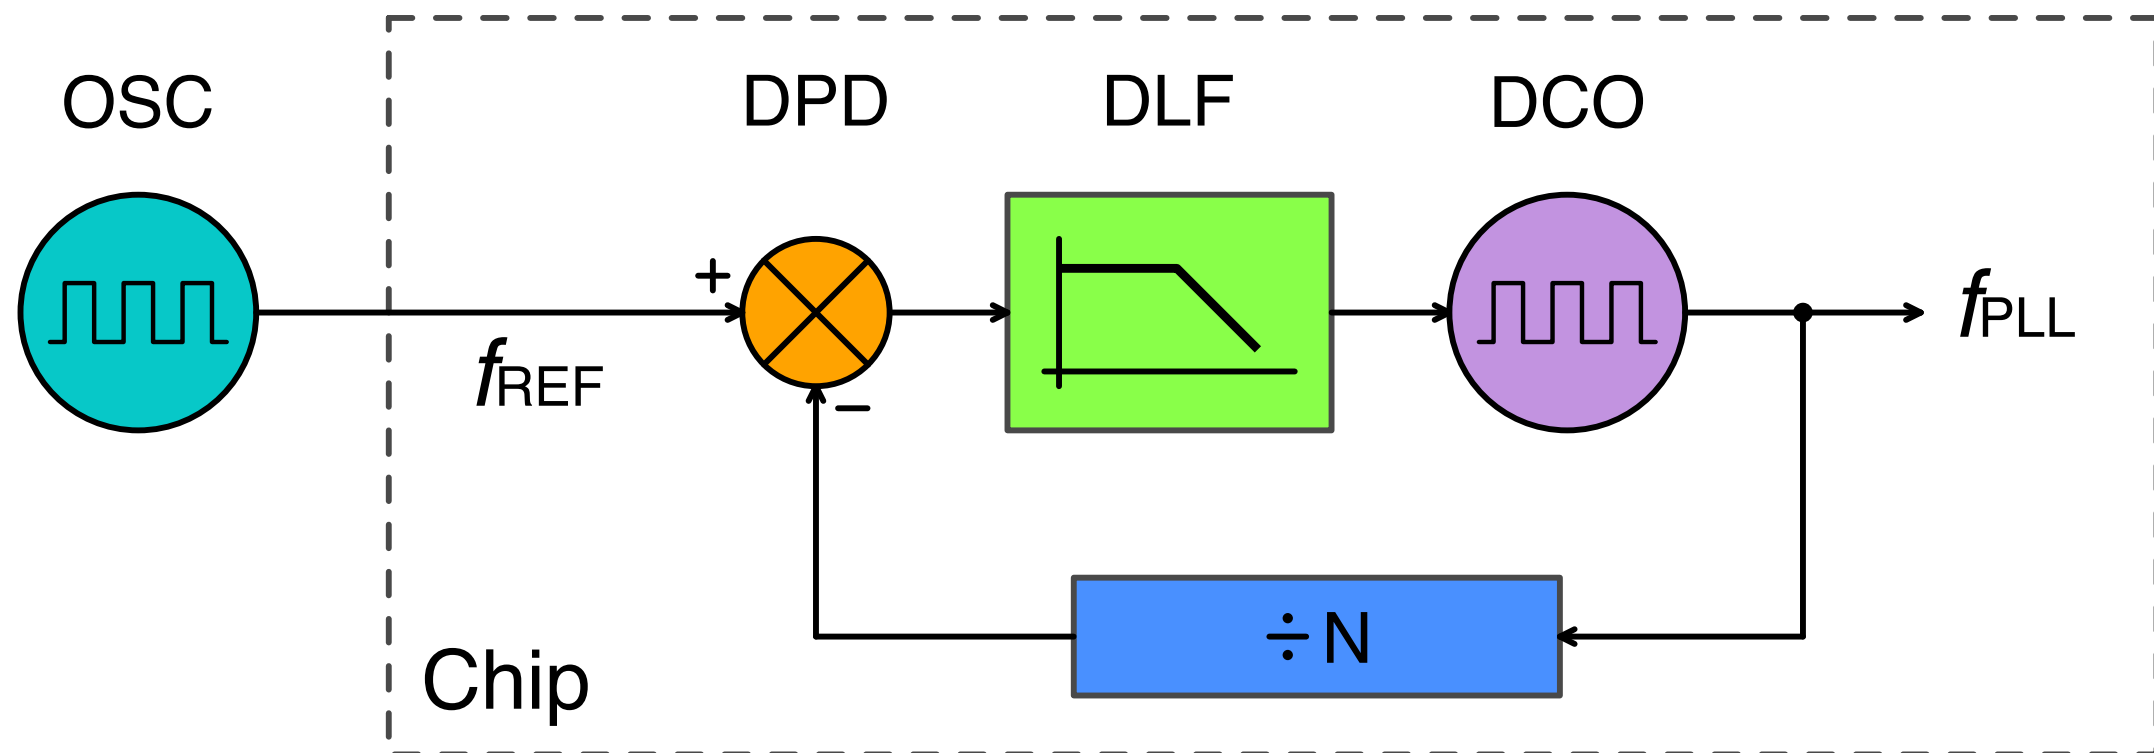 OSC
DPD
DLF
DCO
+
−
fREF
fPLL
÷ N
Chip